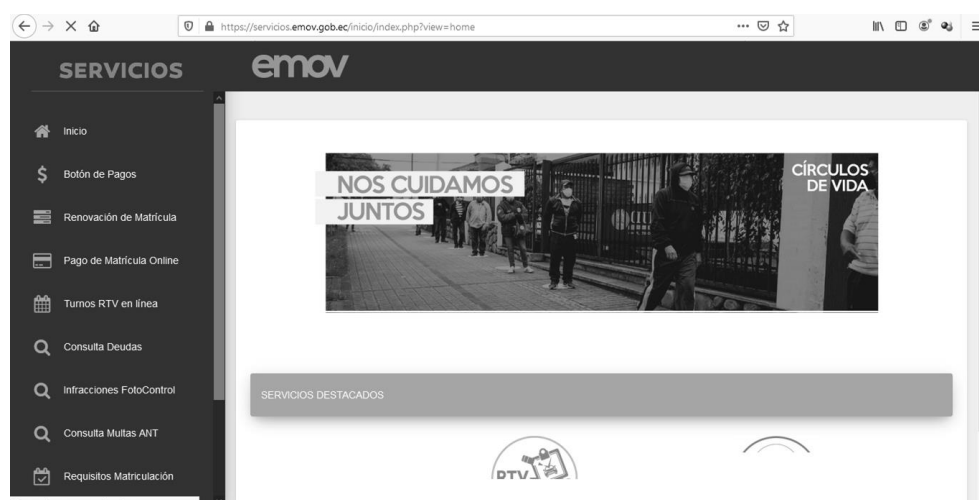 https://servicios.emov.gob.ec/inicio/index.php?view=home
SERVICIOS
emov
Inicio
Botón de Pagos
Renovación de Matrícula
Pago de Matrícula Online
Turnos RTV en línea
Consulta Deudas
Infracciones FotoControl
Consulta Multas ANT
Requisitos Matriculación
NOS CUIDAMOS
JUNTOS
CÍRCULOS
DE VIDA
SERVICIOS DESTACADOS
RTV